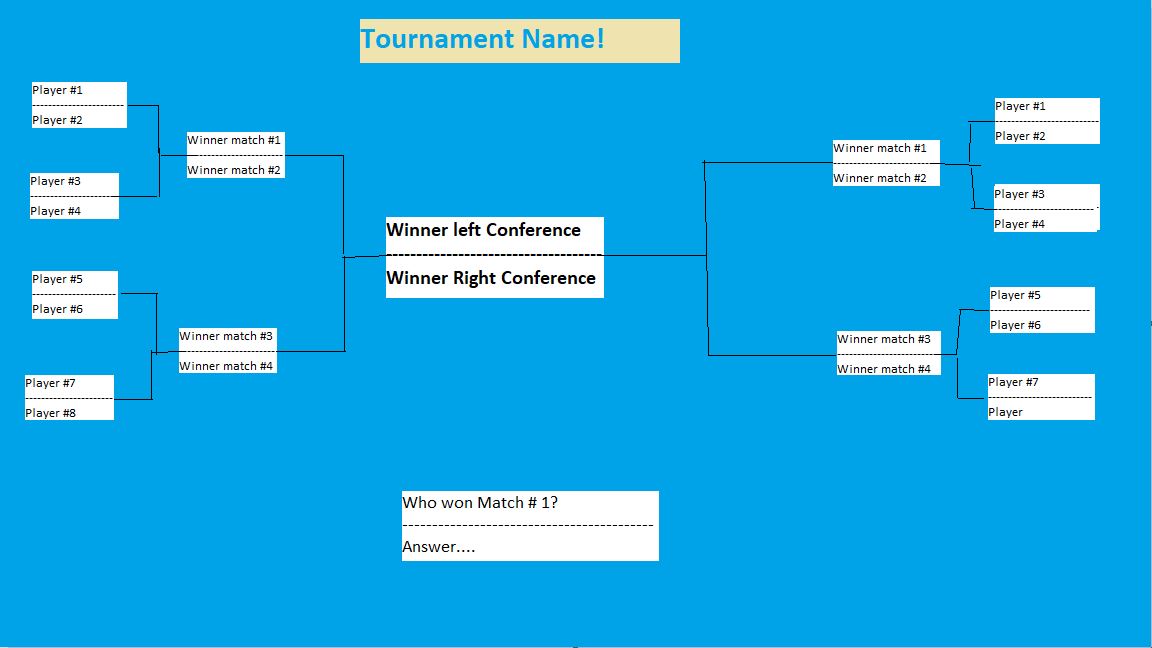 Tournament Name!
Player #1
Player #2
Player #3
Player #4
Player #5
Player #6
Player #7
Player #8
Winner match #1
Winner match #2
Winner match #3
Winner match #4
Winner left Conference
Winner Right Conference
Winner match #1
Winner match #2
Winner match #3
Winner match #4
Player #1
Player #2
Player #3
Player #4
Player #5
Player #6
Player #7
Player
Who won Match # 1?
Answer....